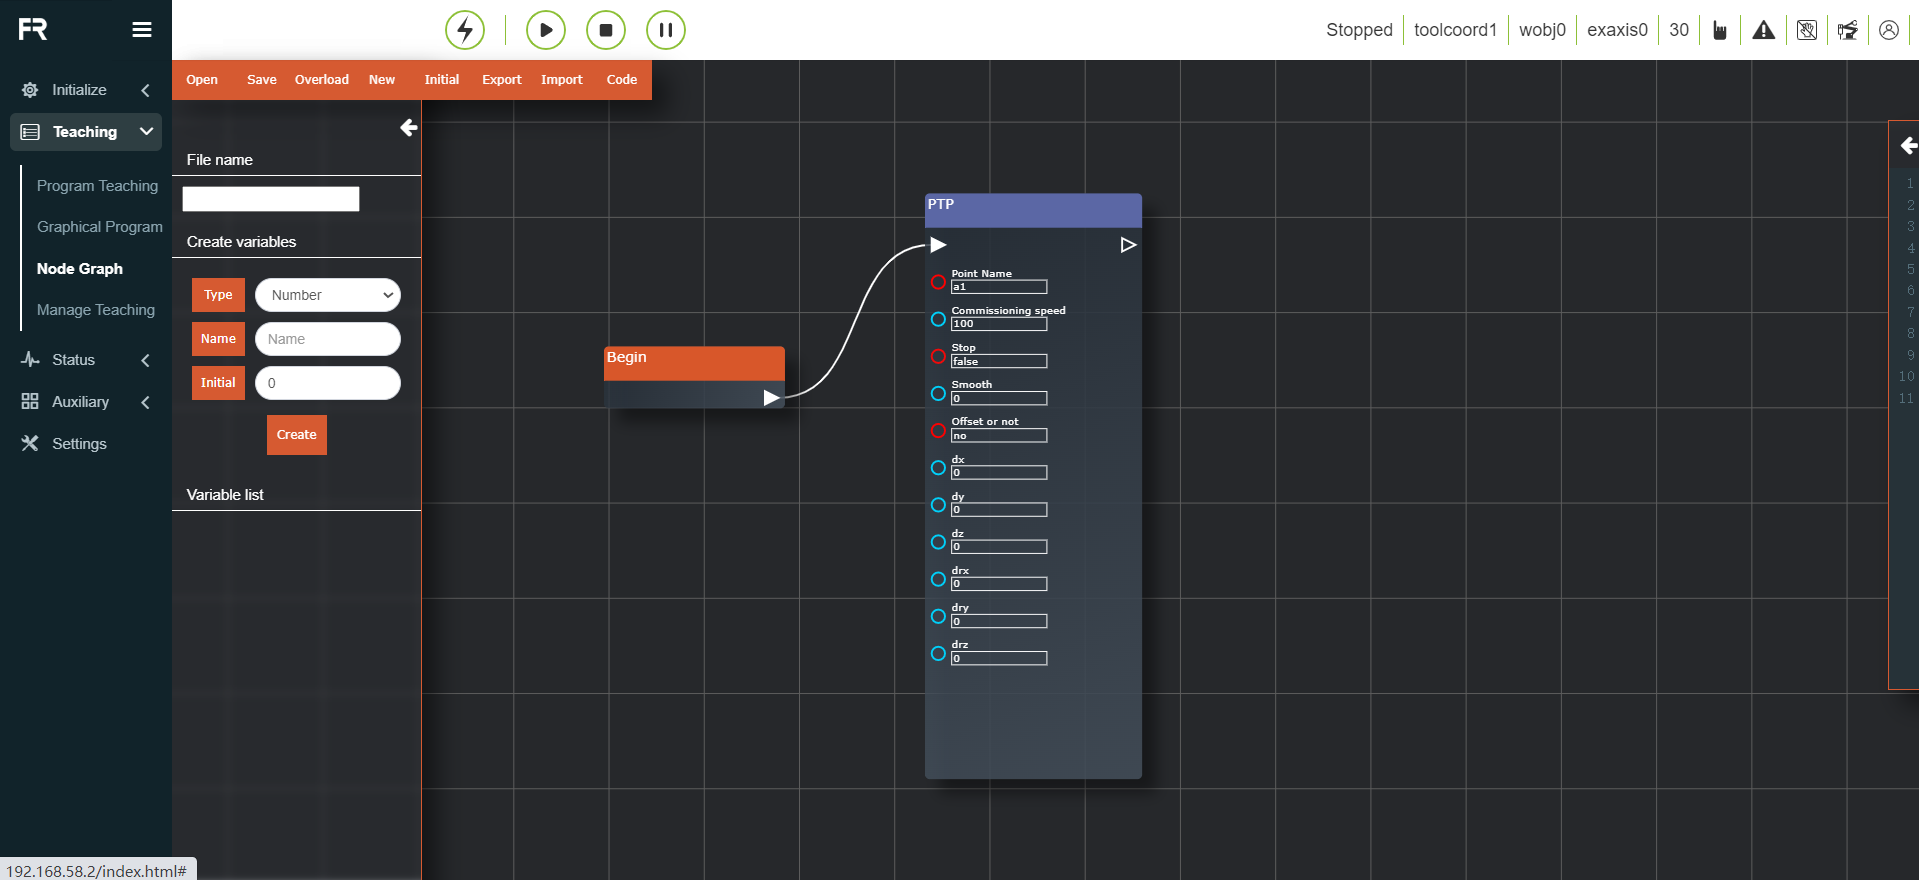 FR
Stopped
toolcoord1
wobj0
exaxis0
30
Open Save Overload New Initial Export Import Code
Initialize
Teaching
Program Teaching
Graphical Program
Node Graph
Manage Teaching
Status
Auxiliary
Settings
File name
Create variables
Type Number
Name Name
Initial 0
Create
Variable list
Begin
PTP
Point Name
a1
Commissioning speed
100
Stop
false
Smooth
0
Offset or not
no
dx
0
dy
0
dz
0
drx
0
dry
0
drz
0
1
2
3
4
5
6
7
8
9
10
11
192.168.58.2/index.html#